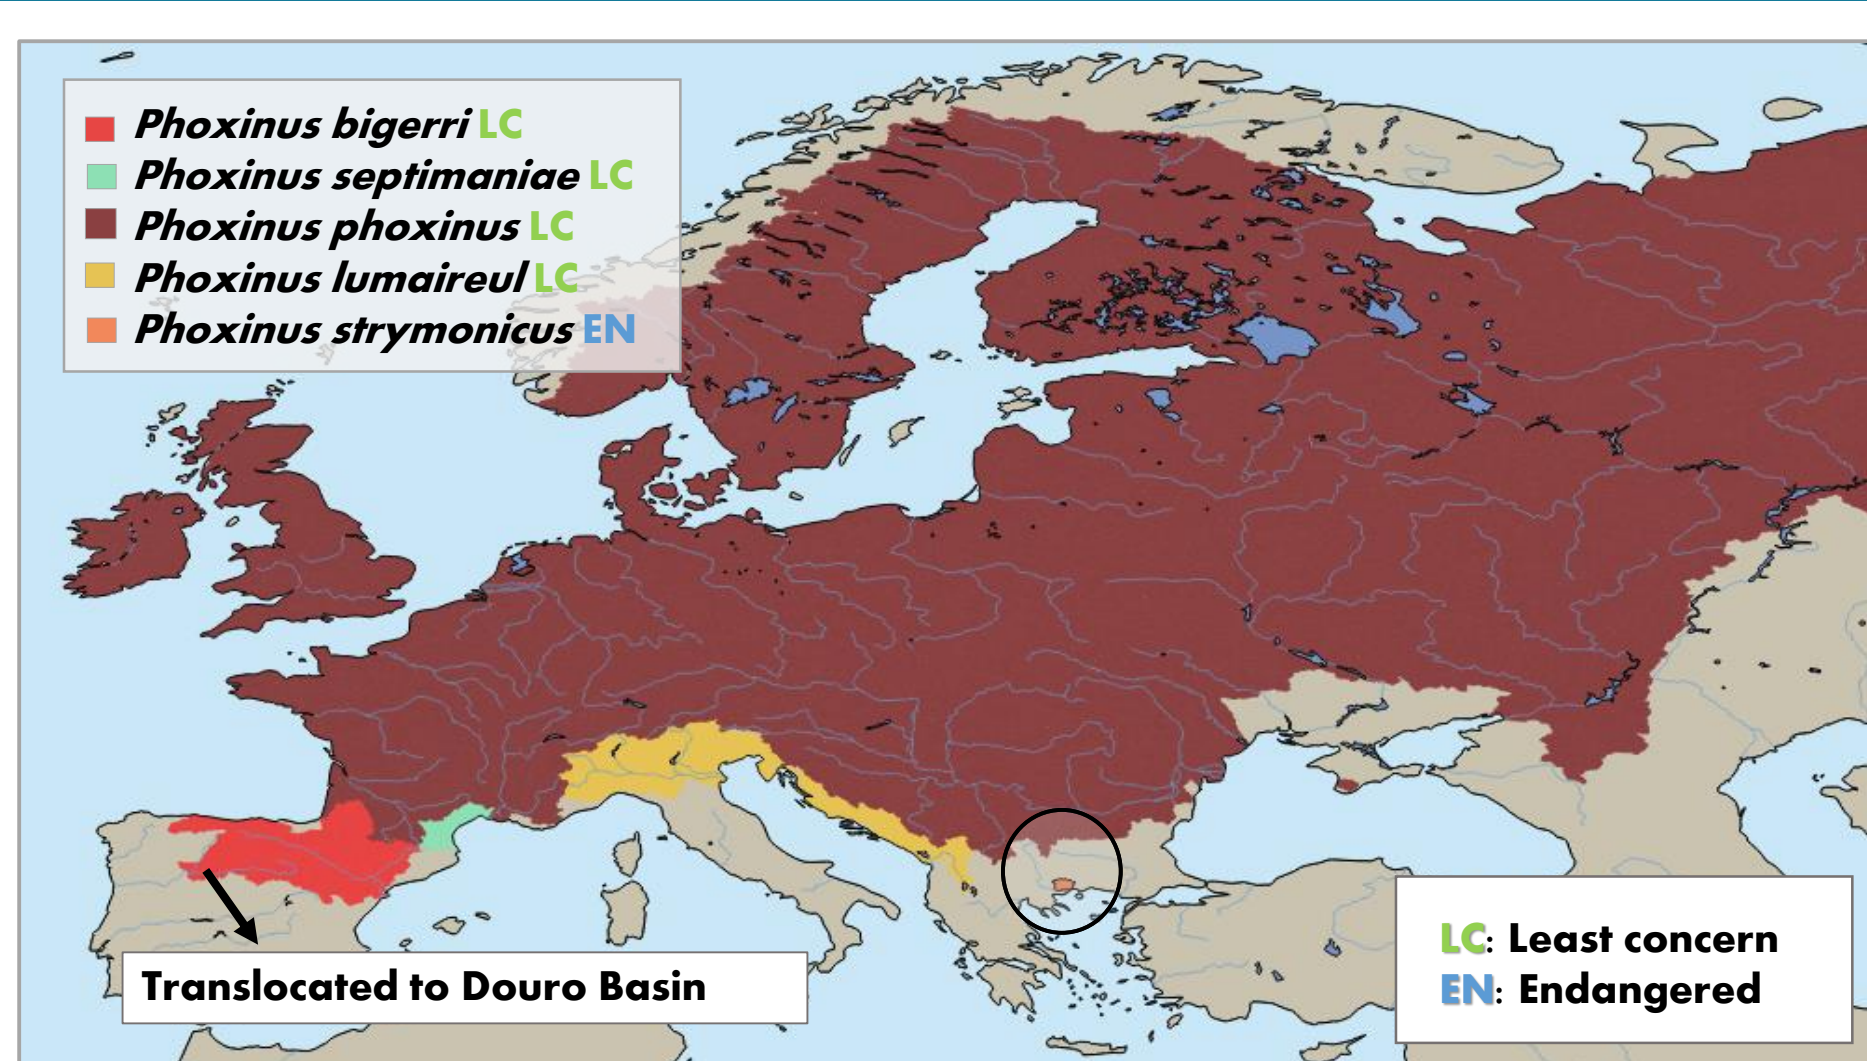 Phoxinus bigerri LC
Phoxinus septimaniae LC
Phoxinus phoxinus LC
Phoxinus lumaireul LC
Phoxinus strymonicus EN
Translocated to Douro Basin
LC: Least concern
EN: Endangered